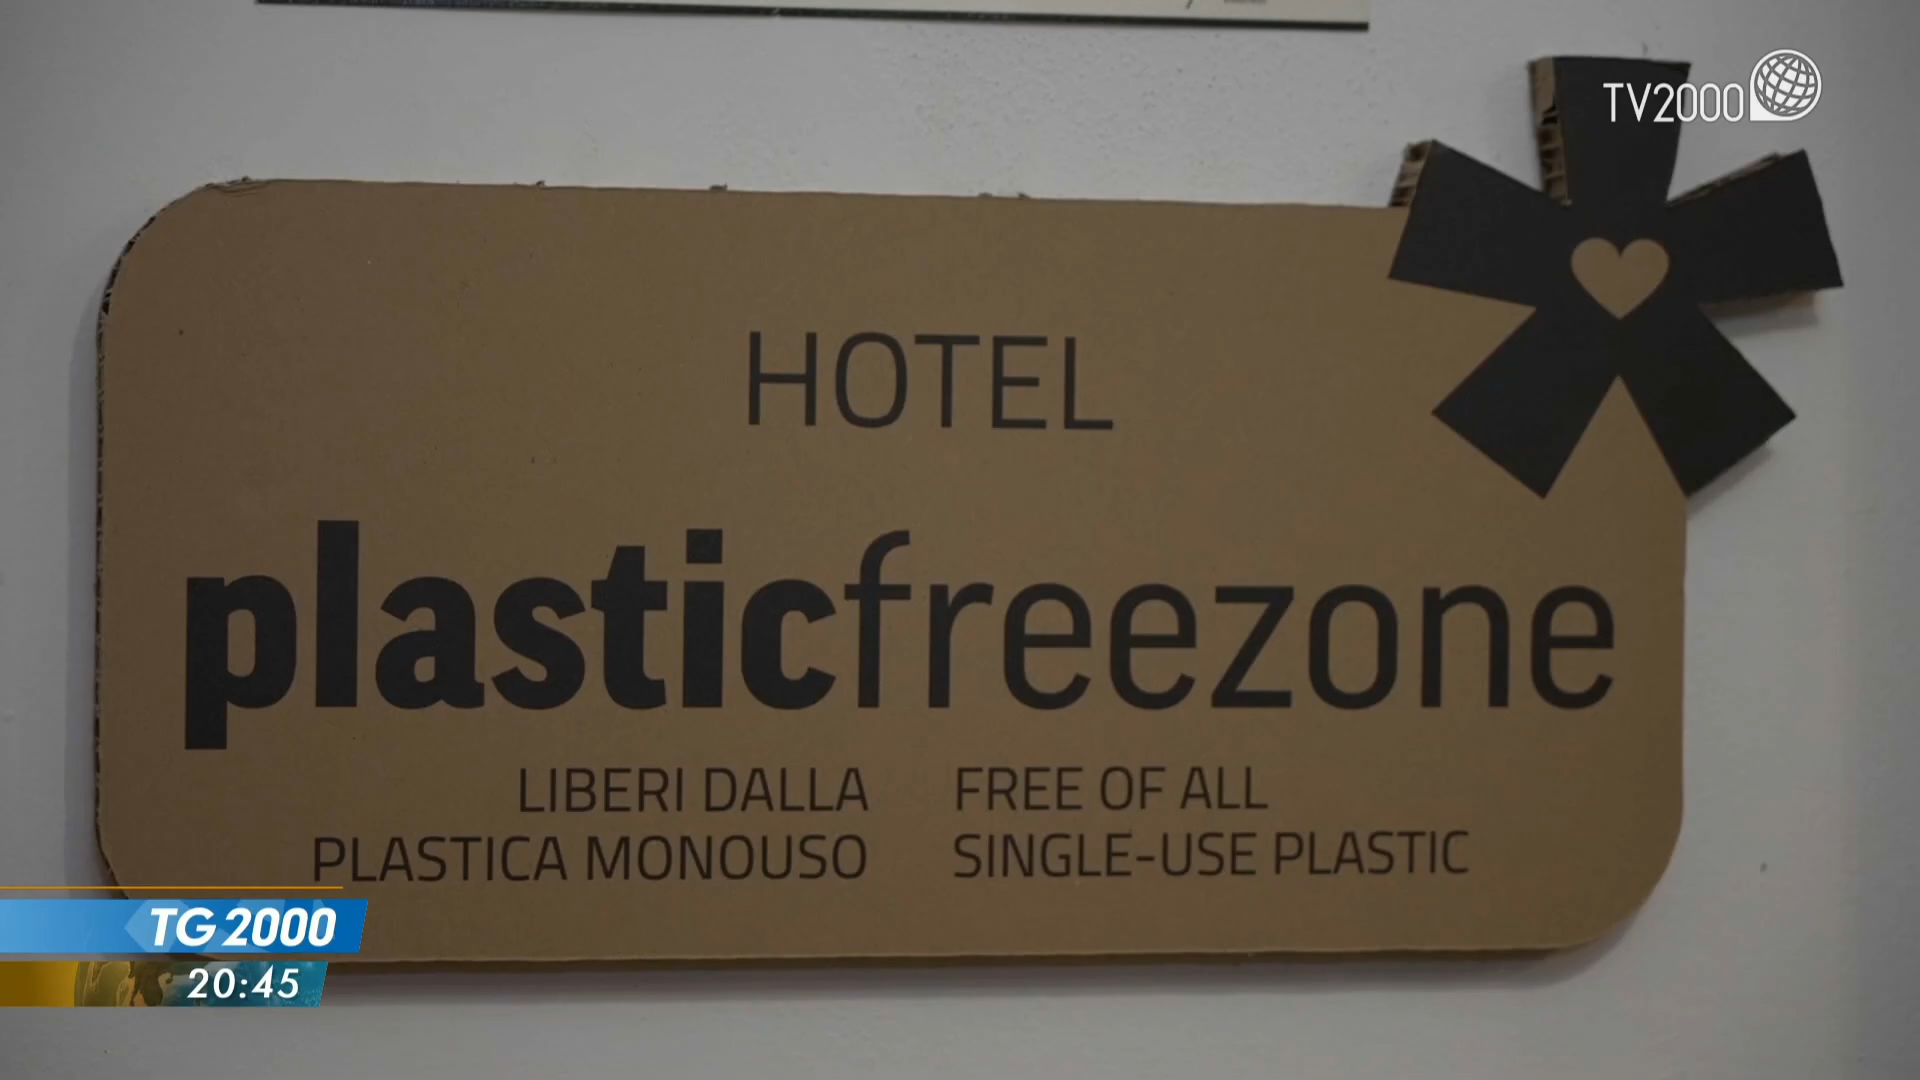 TV2000
HOTEL
plasticfreezone
LIBERI DALLA
PLASTICA MONOUSO
FREE OF ALL
SINGLE-USE PLASTIC
TG 2000
20:45